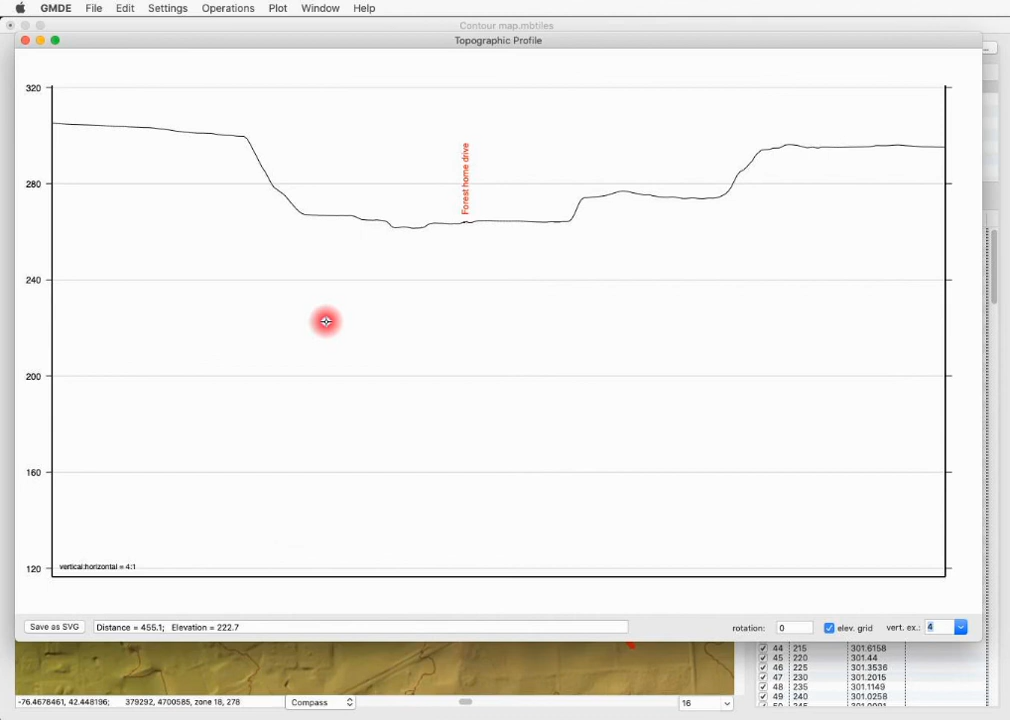 GMDE File Edit Settings Operations Plot Window Help
Contour map.mbtiles
Topographic Profile
...
320
Forest home drive
280
240
200
160
120
vertical:horizontal = 4:1
Save as SVG Distance = 455.1; Elevation = 222.7 rotation: 0 elev. grid vert. ex.: 4
44 215 301.6158
45 220 301.44
46 225 301.3536
47 230 301.2015
48 235 301.1149
49 240 301.0258
-76.4678461, 42.448196; 379292, 4700585, zone 18, 278 Compass 16